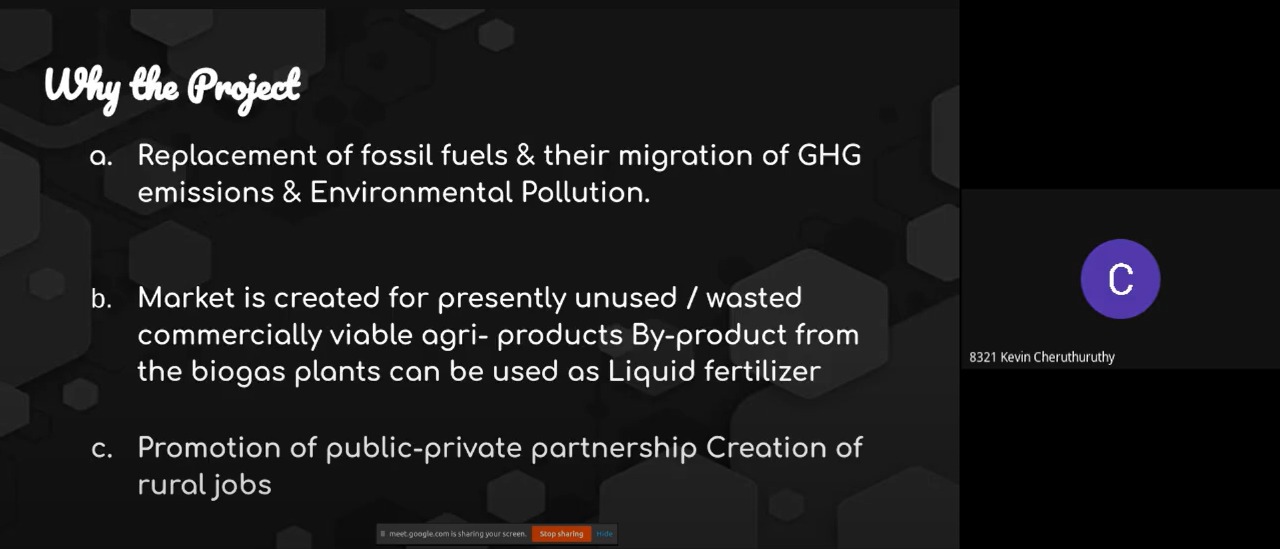 Why the Project
a. Replacement of fossil fuels & their migration of GHG
emissions & Environmental Pollution.
b. Market is created for presently unused / wasted
commercially viable agri- products By-product from
the biogas plants can be used as Liquid fertilizer
c. Promotion of public-private partnership Creation of
rural jobs
meet.google.com is sharing your screen. Stop sharing Hide
C
8321 Kevin Cheruthuruthy